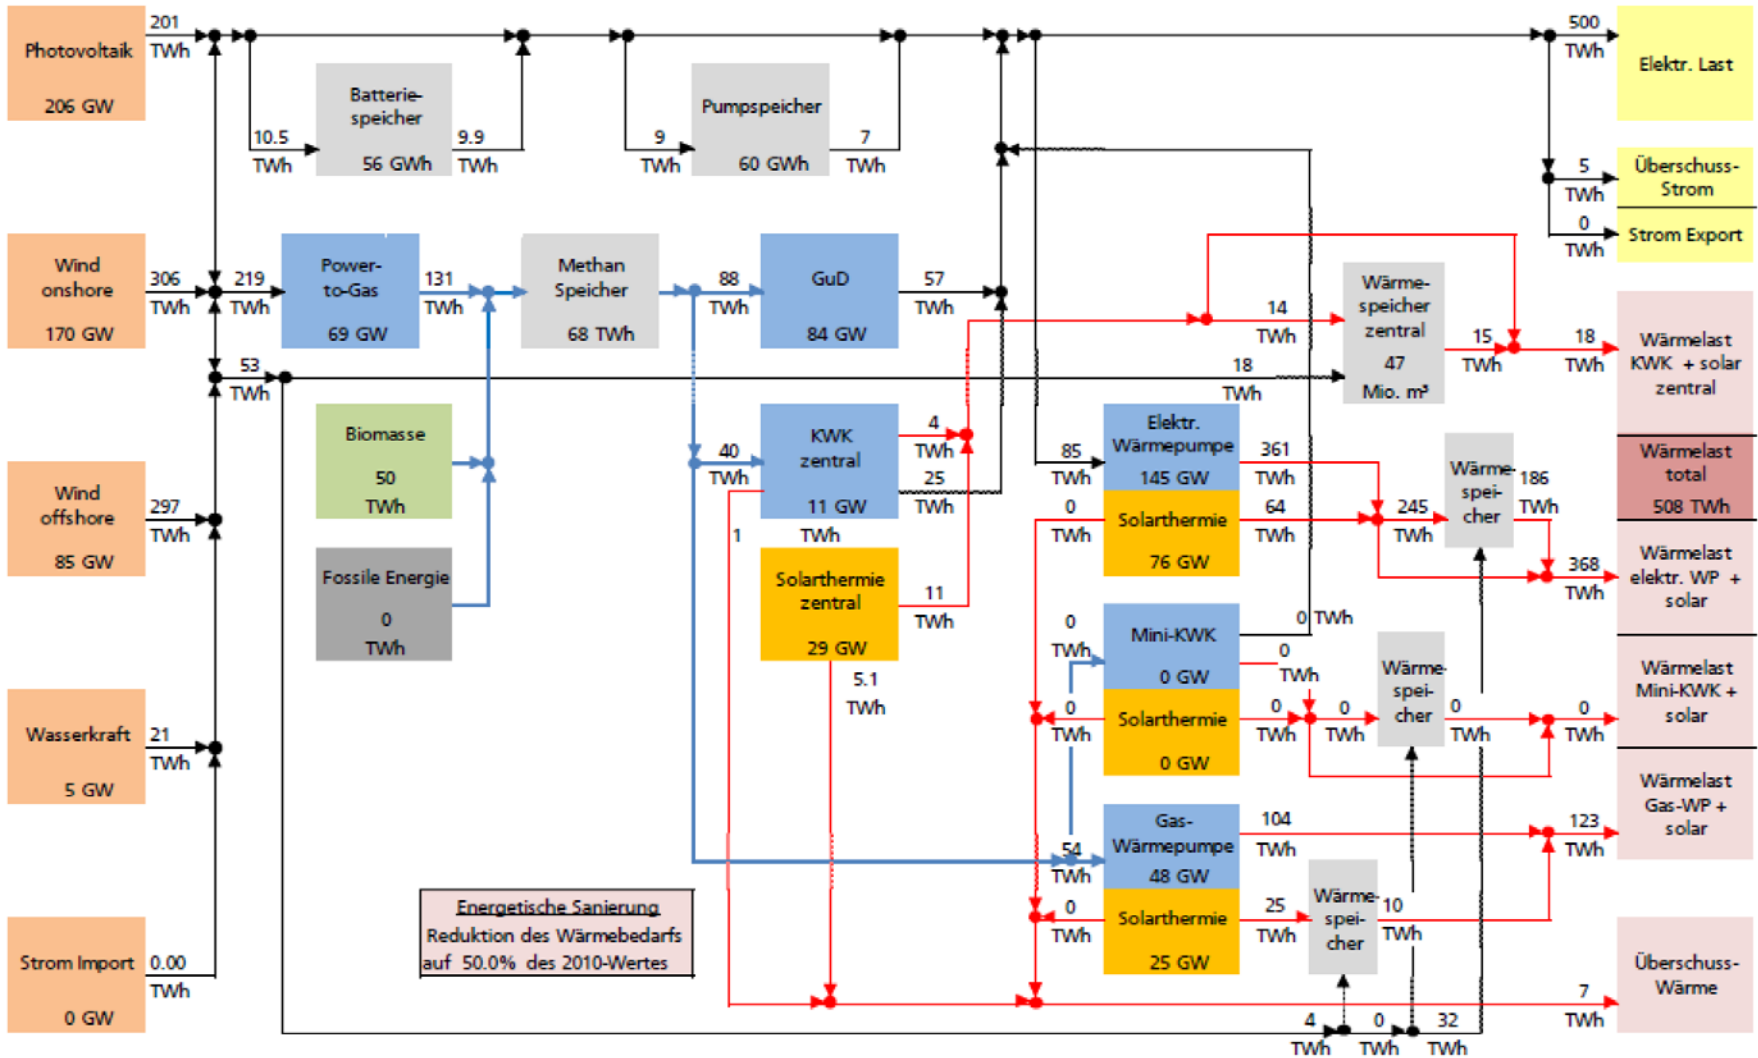 Photovoltaik
206 GW
201
TWh
Batterie-
speicher
56 GWh
10.5
TWh
9.9
TWh
Pumpspeicher
60 GWh
9
TWh
7
TWh
500
TWh
Elektr. Last
5
TWh
Überschuss-
Strom
0
TWh
Strom Export
Wind
onshore
170 GW
306
TWh
219
TWh
Power-
to-Gas
69 GW
131
TWh
Methan
Speicher
68 TWh
88
TWh
GuD
84 GW
57
TWh
14
TWh
Wärme-
speicher
zentral
47
Mio. m³
15
TWh
18
TWh
Wärmelast
KWK + solar
zentral
53
TWh
18
TWh
Biomasse
50
TWh
40
TWh
KWK
zentral
11 GW
4
TWh
25
TWh
1
TWh
85
TWh
Elektr.
Wärmepumpe
145 GW
361
TWh
Wärmelast
total
508 TWh
Wind
offshore
85 GW
297
TWh
0
TWh
Solarthermie
76 GW
64
TWh
245
TWh
Wärme-
spei-
cher
186
TWh
368
TWh
Wärmelast
elektr. WP +
solar
Fossile Energie
0
TWh
Solarthermie
zentral
29 GW
11
TWh
5.1
TWh
0
TWh
Mini-KWK
0 GW
0 TWh
0
TWh
0
TWh
Solarthermie
0 GW
0
TWh
0
TWh
Wärme-
spei-
cher
0
TWh
0
TWh
Wärmelast
Mini-KWK +
solar
Wasserkraft
5 GW
21
TWh
54
TWh
Gas-
Wärmepumpe
48 GW
104
TWh
123
TWh
Wärmelast
Gas-WP +
solar
0
TWh
Solarthermie
25 GW
25
TWh
Wärme-
spei-
cher
10
TWh
Energetische Sanierung
Reduktion des Wärmebedarfs
auf 50.0% des 2010-Wertes
Strom Import
0 GW
0.00
TWh
7
TWh
Überschuss-
Wärme
4
TWh
0
TWh
32
TWh